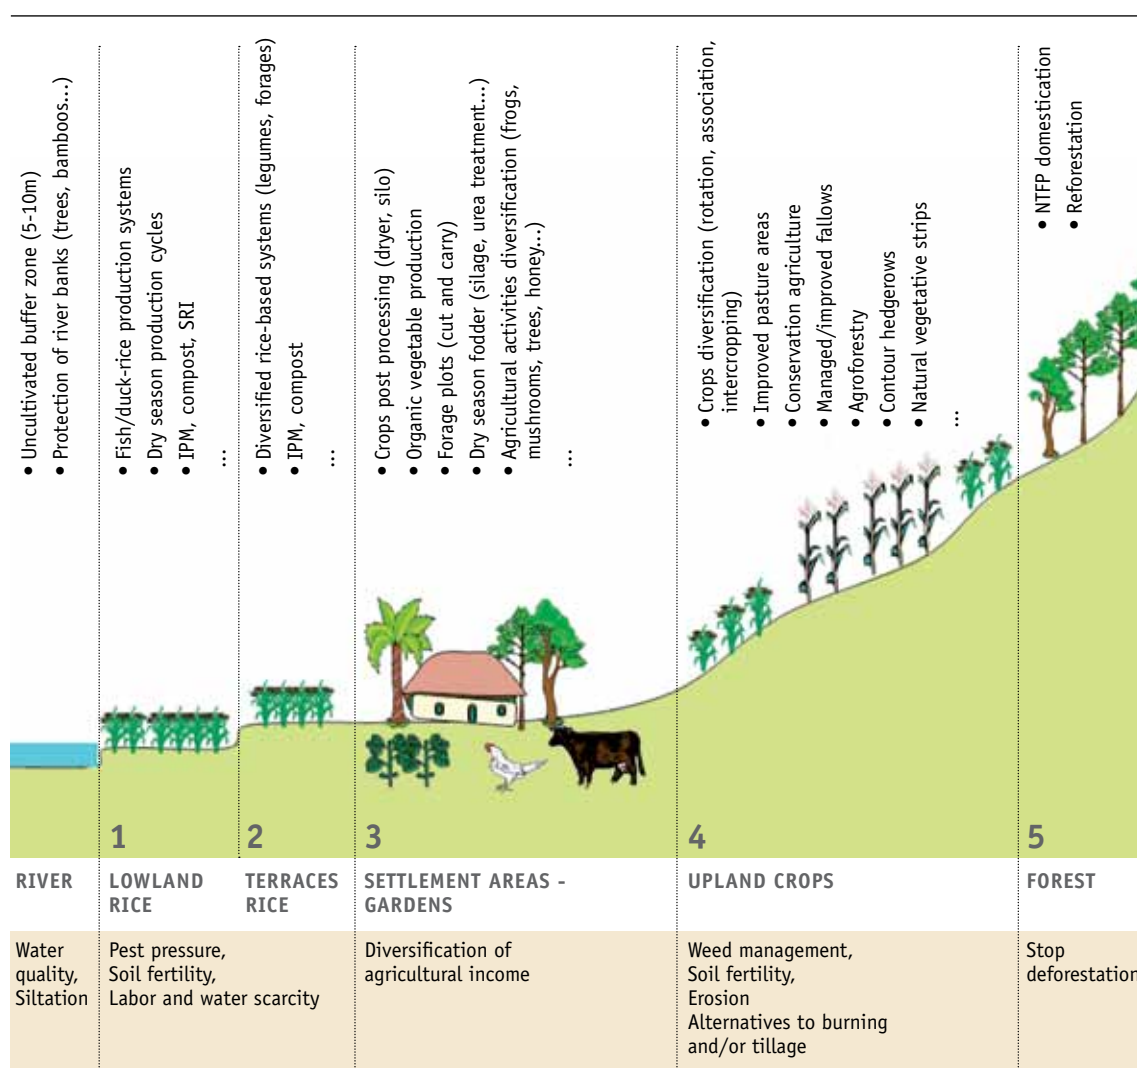 • Uncultivated buffer zone (5-10m)
• Protection of river banks (trees, bamboos...)
• Fish/duck-rice production systems
• Dry season production cycles
• IPM, compost, SRI
...
• Diversified rice-based systems (legumes, forages)
• IPM, compost
...
• Crops post processing (dryer, silo)
• Organic vegetable production
• Forage plots (cut and carry)
• Dry season fodder (silage, urea treatment...)
• Agricultural activities diversification (frogs,
mushrooms, trees, honey...)
...
• Crops diversification (rotation, association,
intercropping)
• Improved pasture areas
• Conservation agriculture
• Managed/improved fallows
• Agroforestry
• Contour hedgerows
• Natural vegetative strips
...
• NTFP domestication
• Reforestation
1
2
3
4
5
RIVER
LOWLAND
RICE
TERRACES
RICE
SETTLEMENT AREAS -
GARDENS
UPLAND CROPS
FOREST
Water
quality,
Siltation
Pest pressure,
Soil fertility,
Labor and water scarcity
Diversification of
agricultural income
Weed management,
Soil fertility,
Erosion
Alternatives to burning
and/or tillage
Stop
deforestation